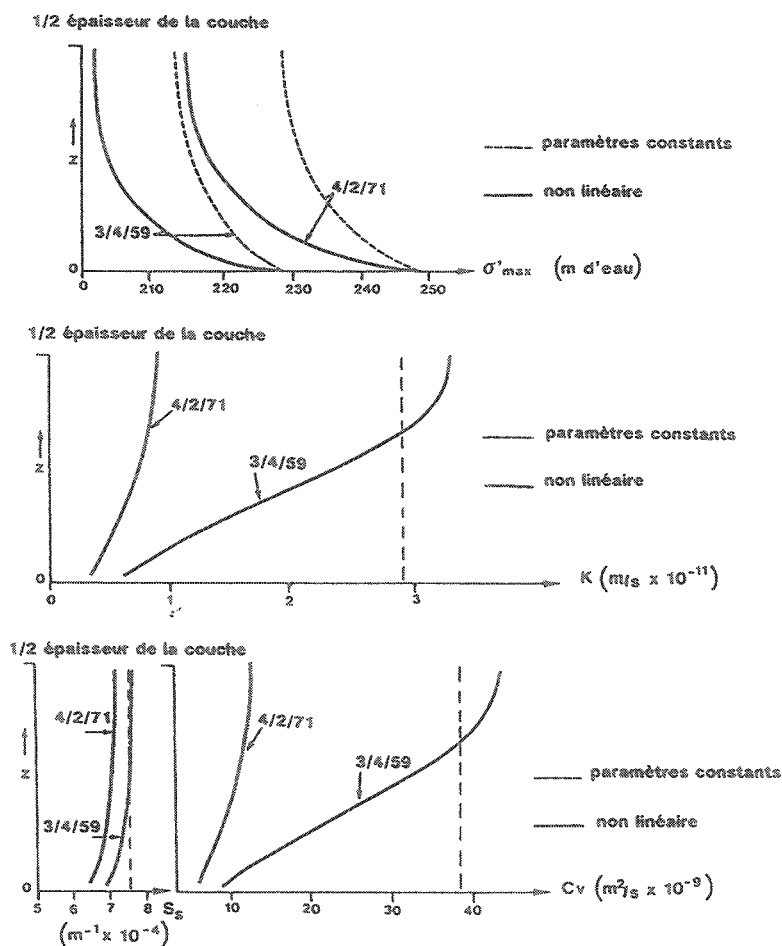 1/2 épaisseur de la couche
z
4/2/71
3/4/59
paramètres constants
non linéaire
0
0 210 220 230 240 250
σ'max (m d'eau)
1/2 épaisseur de la couche
z
4/2/71
3/4/59
paramètres constants
non linéaire
0
0 1 2 3
K (m/s x 10⁻¹¹)
1/2 épaisseur de la couche
z
4/2/71
3/4/59
4/2/71
3/4/59
paramètres constants
non linéaire
0
5 6 7 8 Ss
(m⁻¹ x 10⁻⁴)
10 20 30 40
Cv (m²/s x 10⁻⁹)